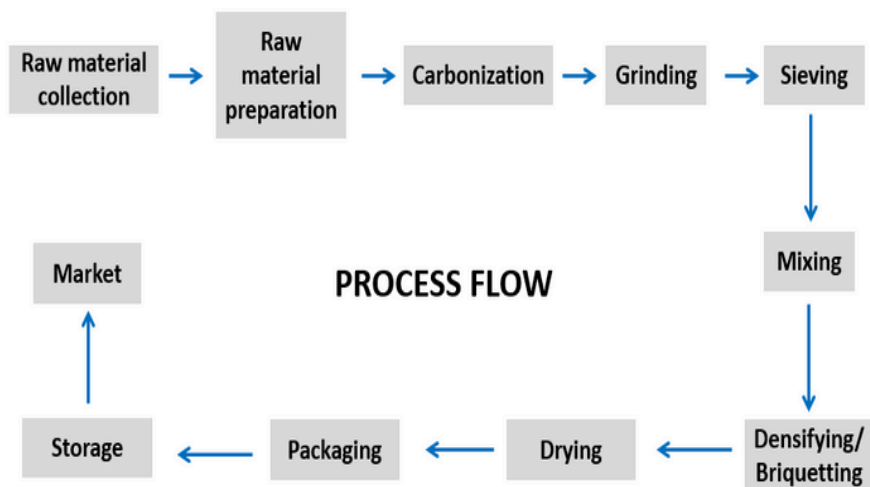 Raw material
collection
Raw
material
preparation
Carbonization
Grinding
Sieving
Mixing
Market
PROCESS FLOW
Storage
Packaging
Drying
Densifying/
Briquetting